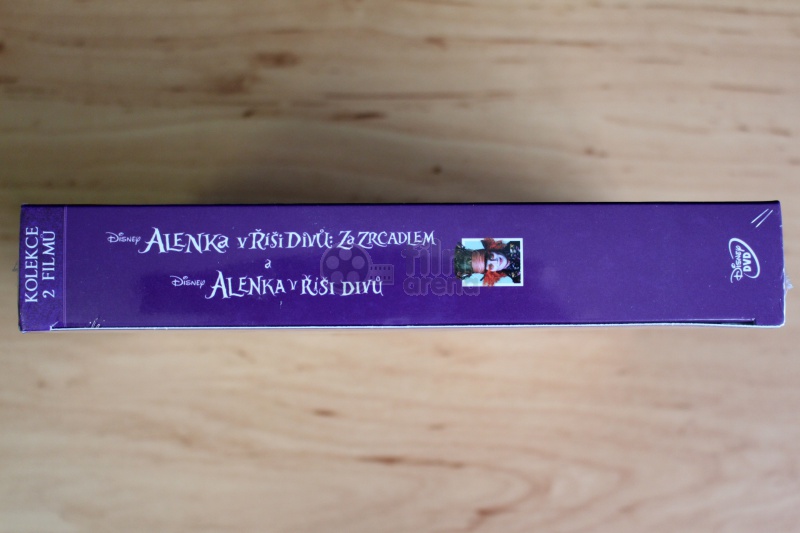 KOLEKCE
2 FILMŮ
Disney ALENKA V ŘÍŠI DIVŮ: ZA ZRCADLEM
a
Disney ALENKA V ŘÍŠI DIVŮ
film
arena
Disney
DVD